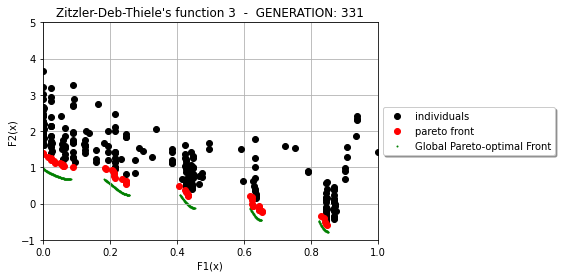 Zitzler-Deb-Thiele's function 3  -  GENERATION: 331
5
4
3
2
1
0
−1
F2(x)
0.0
0.2
0.4
0.6
0.8
1.0
F1(x)
individuals
pareto front
Global Pareto-optimal Front